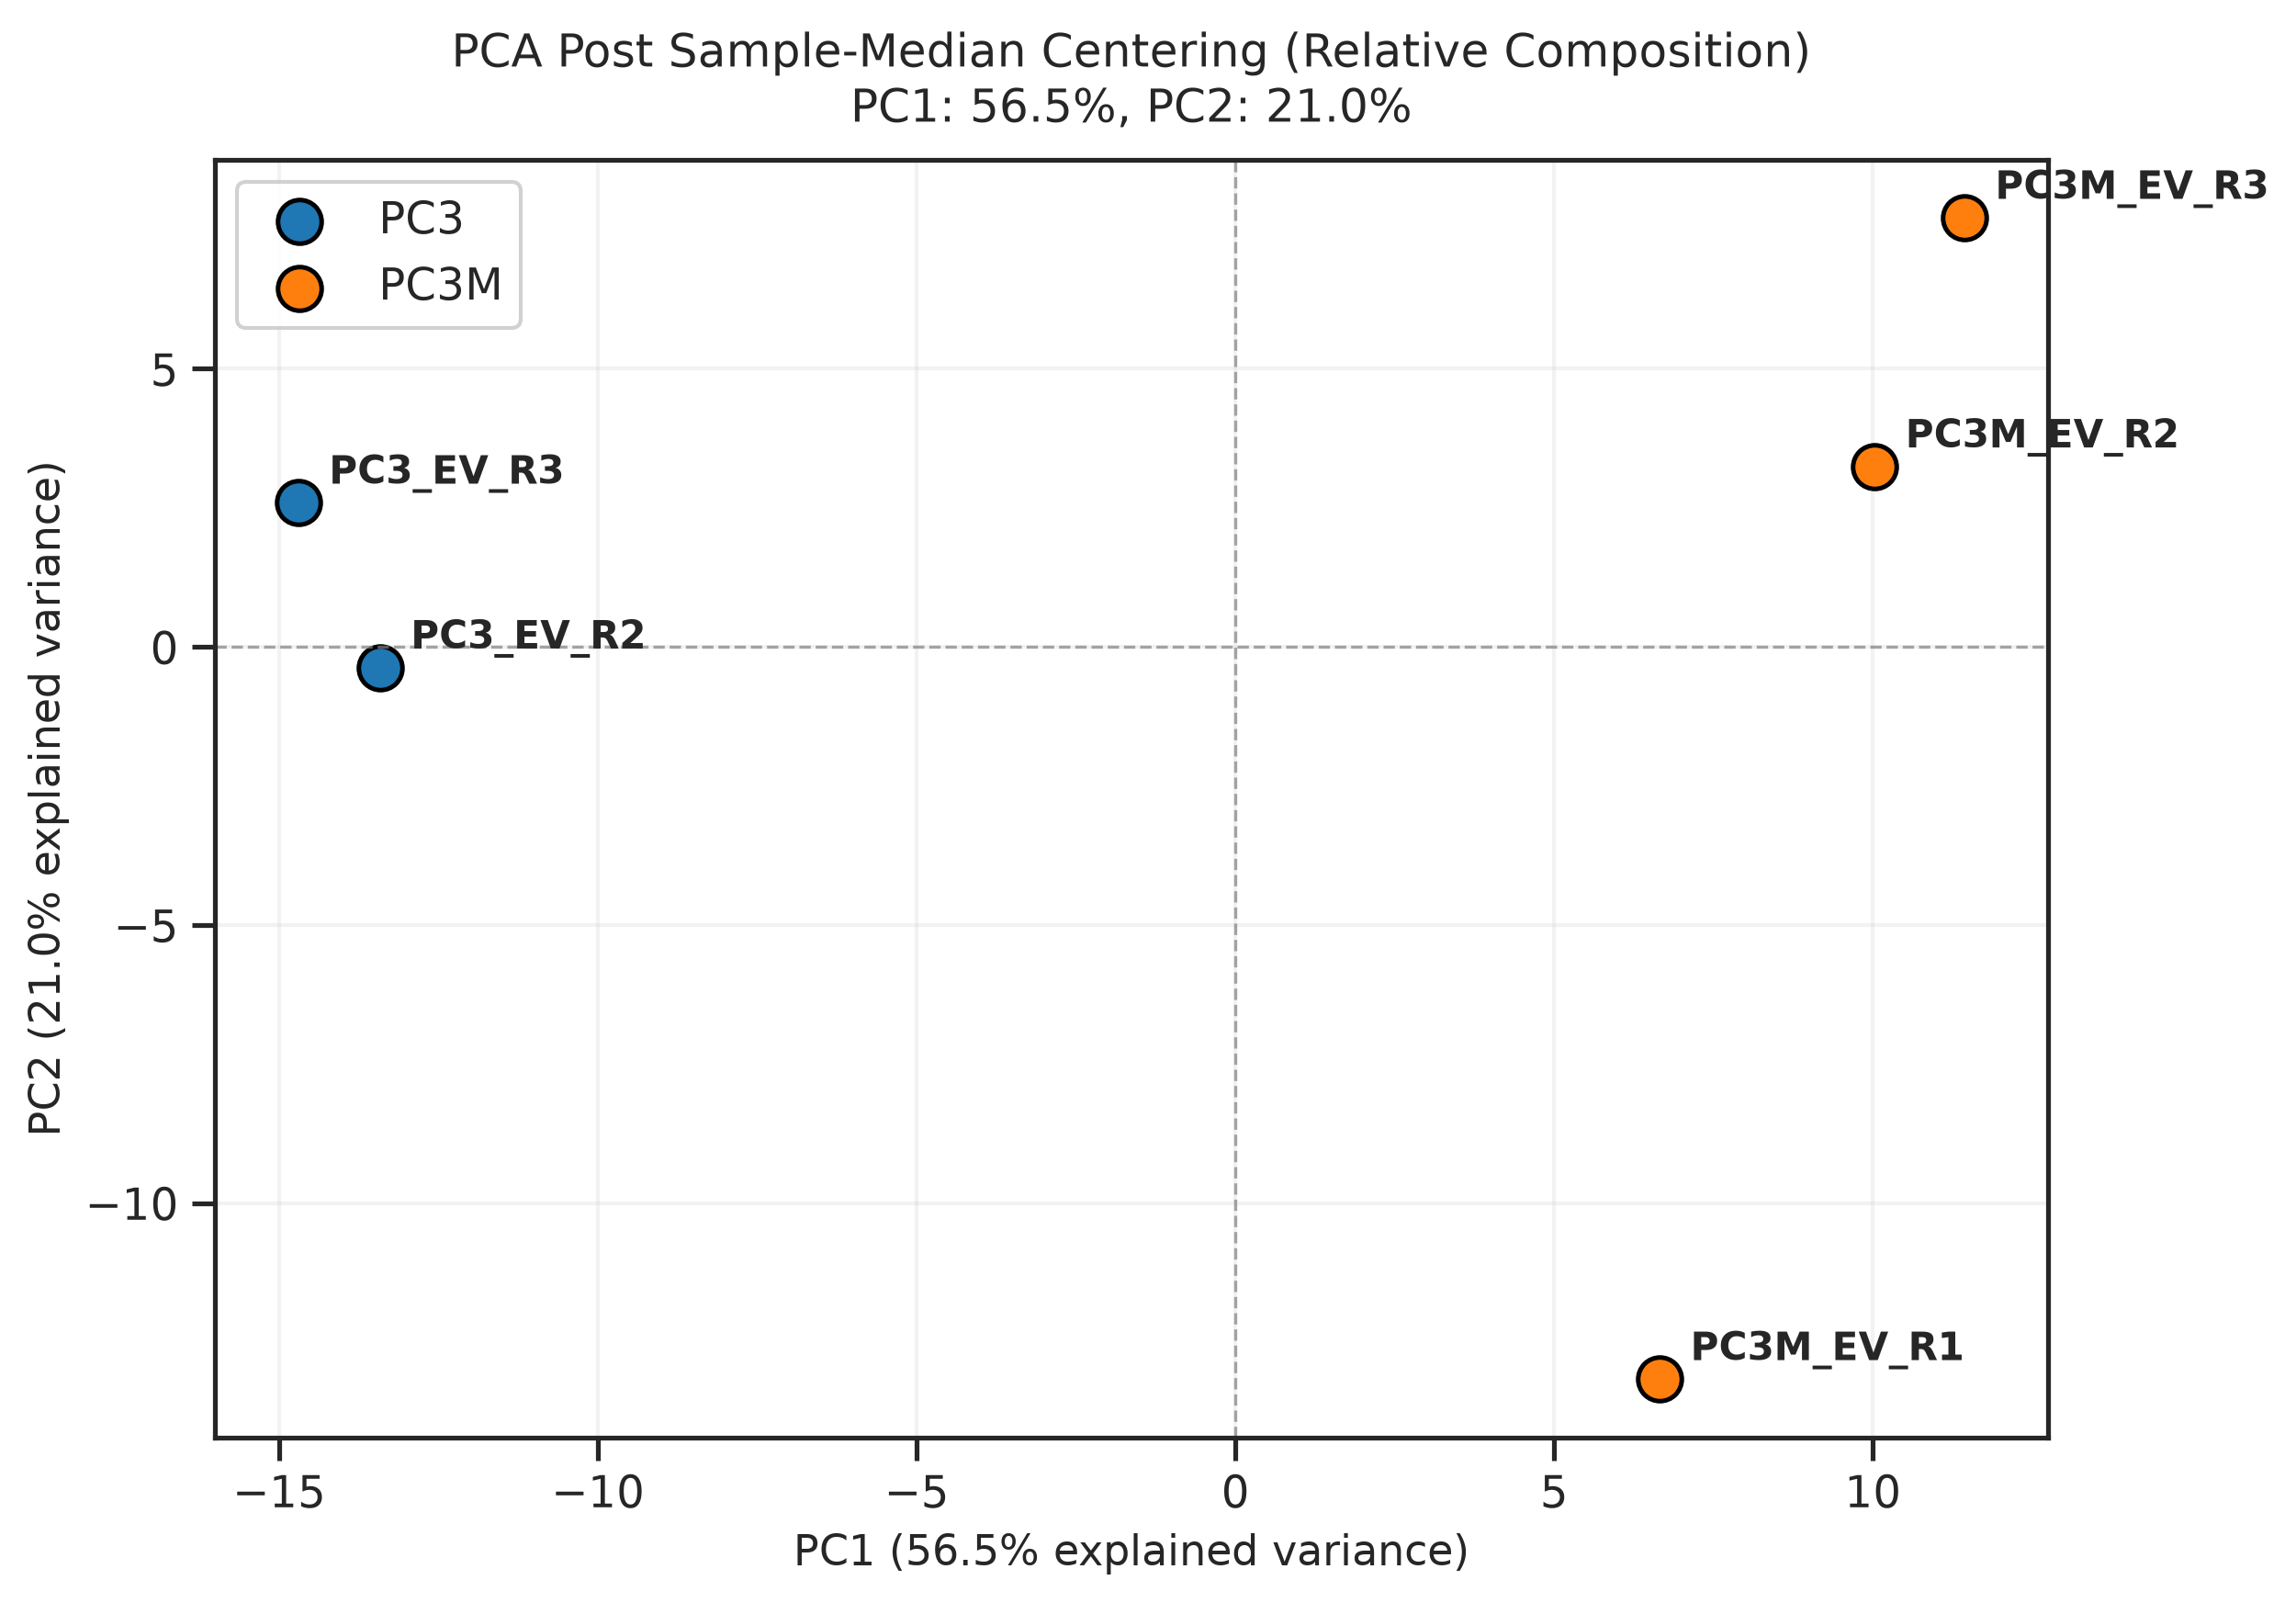 PCA Post Sample-Median Centering (Relative Composition)
PC1: 56.5%, PC2: 21.0%
PC3
PC3M
PC3M_EV_R3
PC3M_EV_R2
PC3_EV_R3
PC3_EV_R2
PC3M_EV_R1
PC2 (21.0% explained variance)
5
0
−5
−10
−15
−10
−5
0
5
10
PC1 (56.5% explained variance)